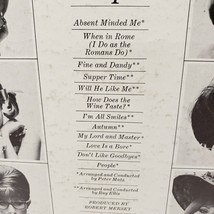 Absent Minded Me*
When in Rome
(I Do as the
Romans Do)*
Fine and Dandy**
Supper Time**
Will He Like Me**
How Does the
Wine Taste?*
I'm All Smiles**
Autumn**
My Lord and Master*
Love Is a Bore*
Don't Like Goodbyes*
People*
*Arranged and Conducted
by Peter Matz
**Arranged and Conducted
by Ray Ellis
PRODUCED BY
ROBERT MERSEY